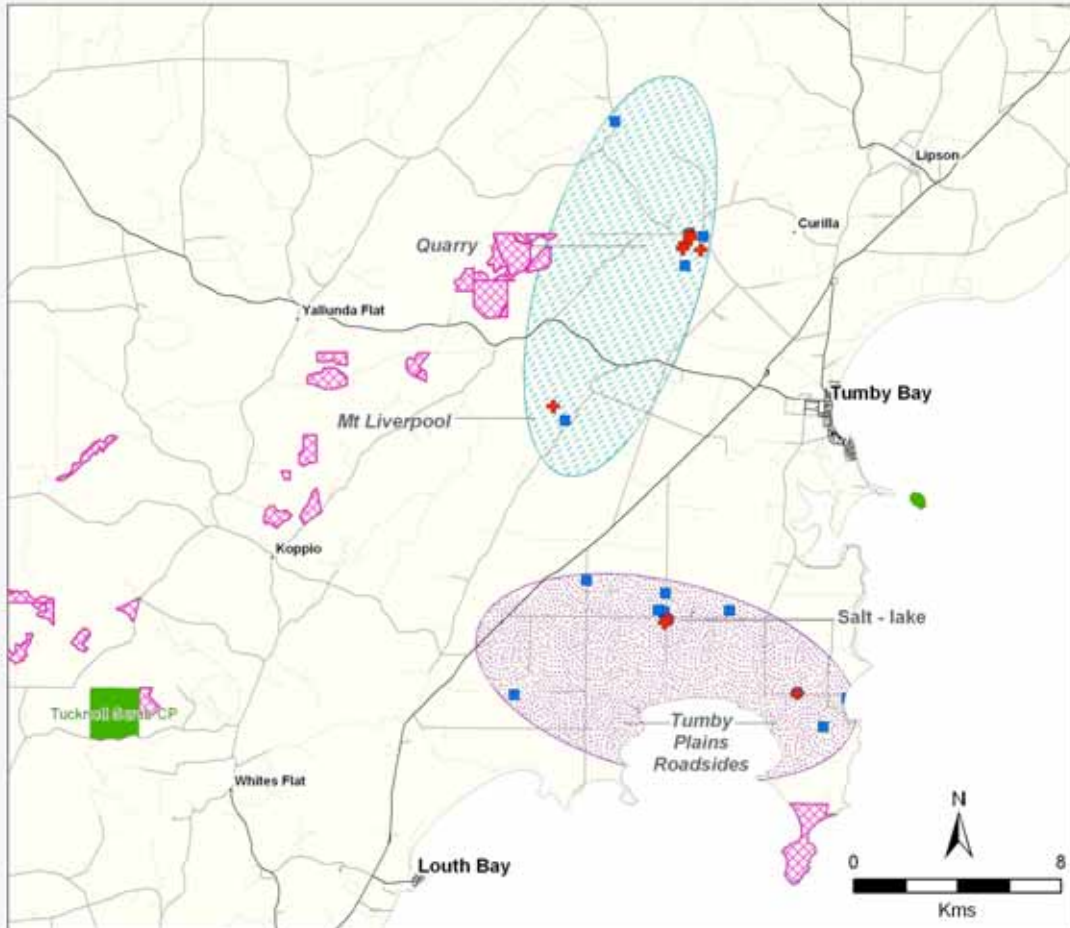 Lipson
Curilla
Quarry
Yallunda Flat
Tumby Bay
Mt Liverpool
Koppio
Salt - lake
Tumby
Plains
Roadsides
CP
Whites Flat
Louth Bay
N
0 8
Kms